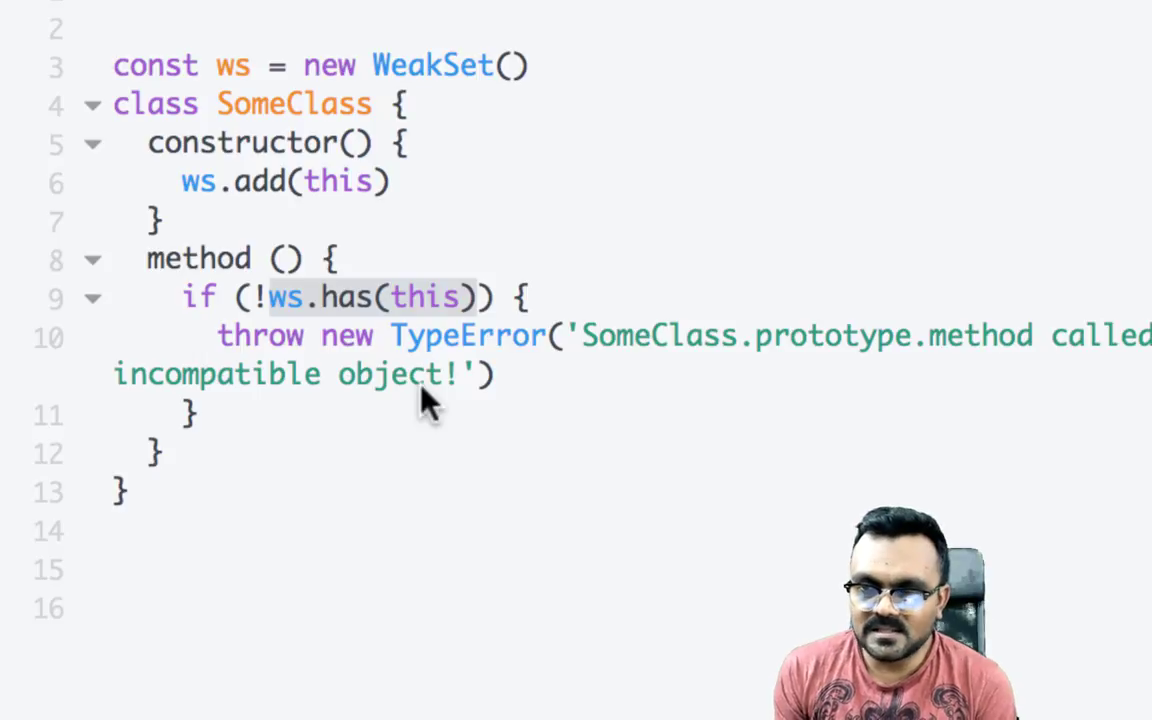 2
3 const ws = new WeakSet()
4 class SomeClass {
5 constructor() {
6 ws.add(this)
7 }
8 method () {
9 if (!ws.has(this)) {
10 throw new TypeError('SomeClass.prototype.method called
incompatible object!')
11 }
12 }
13 }
14
15
16